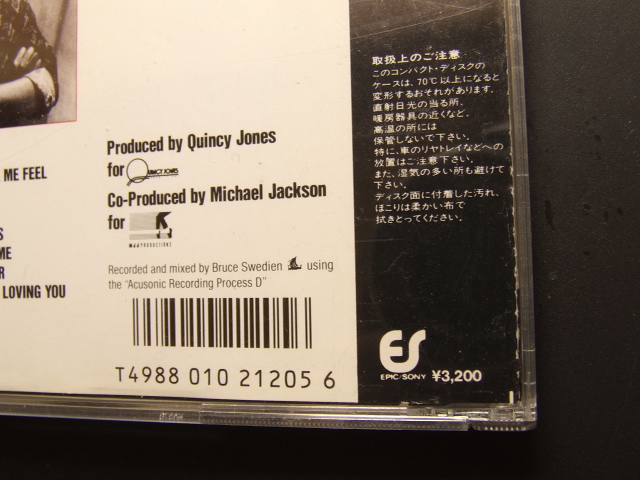 ME FEEL
S
ME
R
LOVING YOU
Produced by Quincy Jones
for QUINCY JONES
Co-Produced by Michael Jackson
for
MJJ PRODUCTIONS
Recorded and mixed by Bruce Swedien using
the "Acusonic Recording Process D"
T4988 010 21205 6
取扱上のご注意
このコンパクト・ディスクの
ケースは、70℃以上になると
変形するおそれがあります。
直射日光の当る所、
暖房器具の近くなど、
高温の所には
保管しないで下さい。
特に、車のリヤトレイなどへの
放置はご注意下さい。
また、湿気の多い所も避けて
下さい。
ディスク面に付着した汚れ、
ほこりは柔かい布で
拭きとってください。
ES
EPIC/SONY ¥3,200